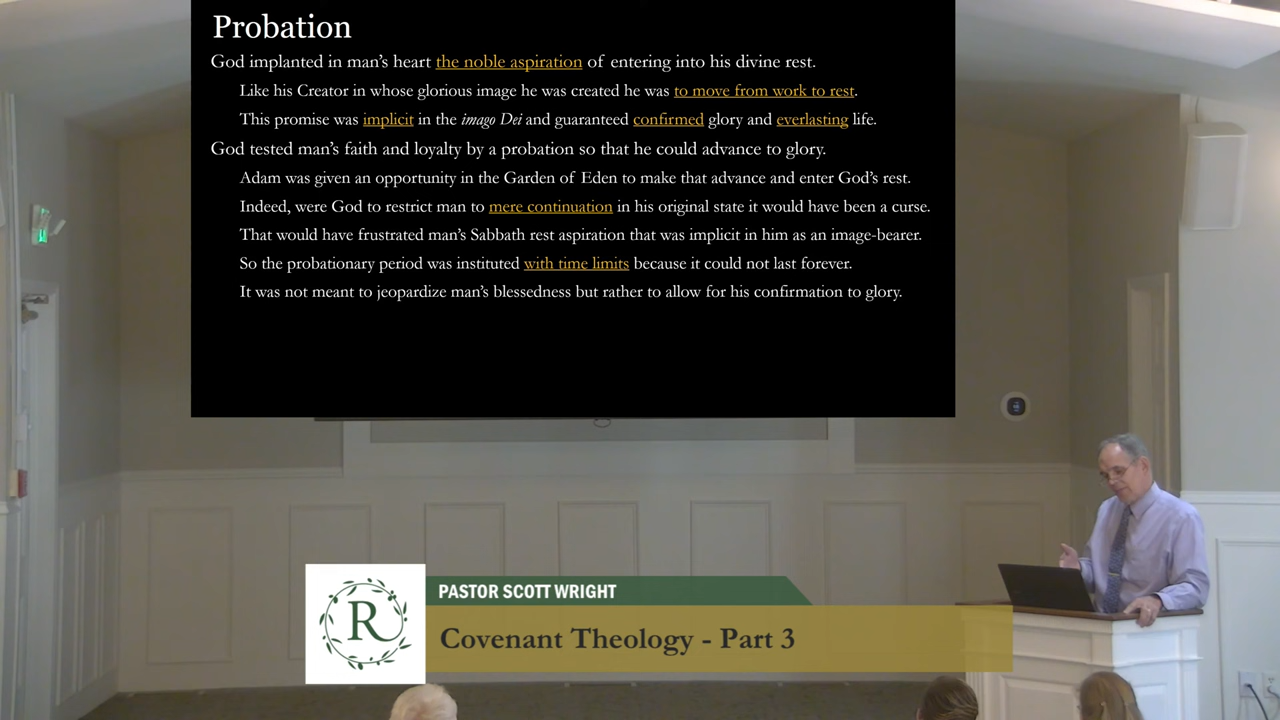 Probation
God implanted in man’s heart the noble aspiration of entering into his divine rest.
Like his Creator in whose glorious image he was created he was to move from work to rest.
This promise was implicit in the imago Dei and guaranteed confirmed glory and everlasting life.
God tested man’s faith and loyalty by a probation so that he could advance to glory.
Adam was given an opportunity in the Garden of Eden to make that advance and enter God’s rest.
Indeed, were God to restrict man to mere continuation in his original state it would have been a curse.
That would have frustrated man’s Sabbath rest aspiration that was implicit in him as an image-bearer.
So the probationary period was instituted with time limits because it could not last forever.
It was not meant to jeopardize man’s blessedness but rather to allow for his confirmation to glory.
R
PASTOR SCOTT WRIGHT
Covenant Theology - Part 3